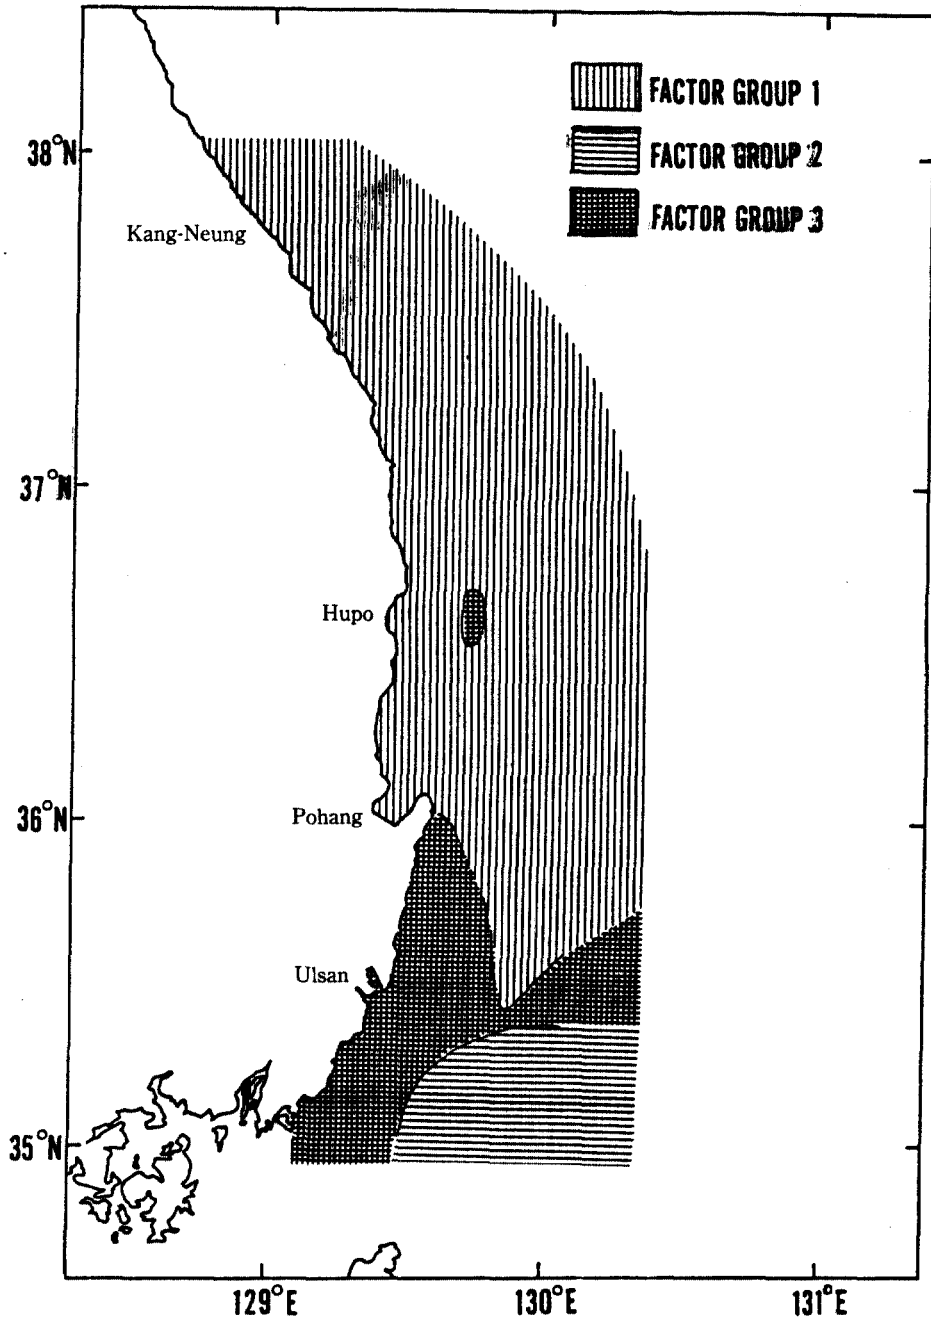 FACTOR GROUP 1
FACTOR GROUP 2
FACTOR GROUP 3
38°N
Kang-Neung
37°N
Hupo
36°N
Pohang
Ulsan
35°N
129°E
130°E
131°E